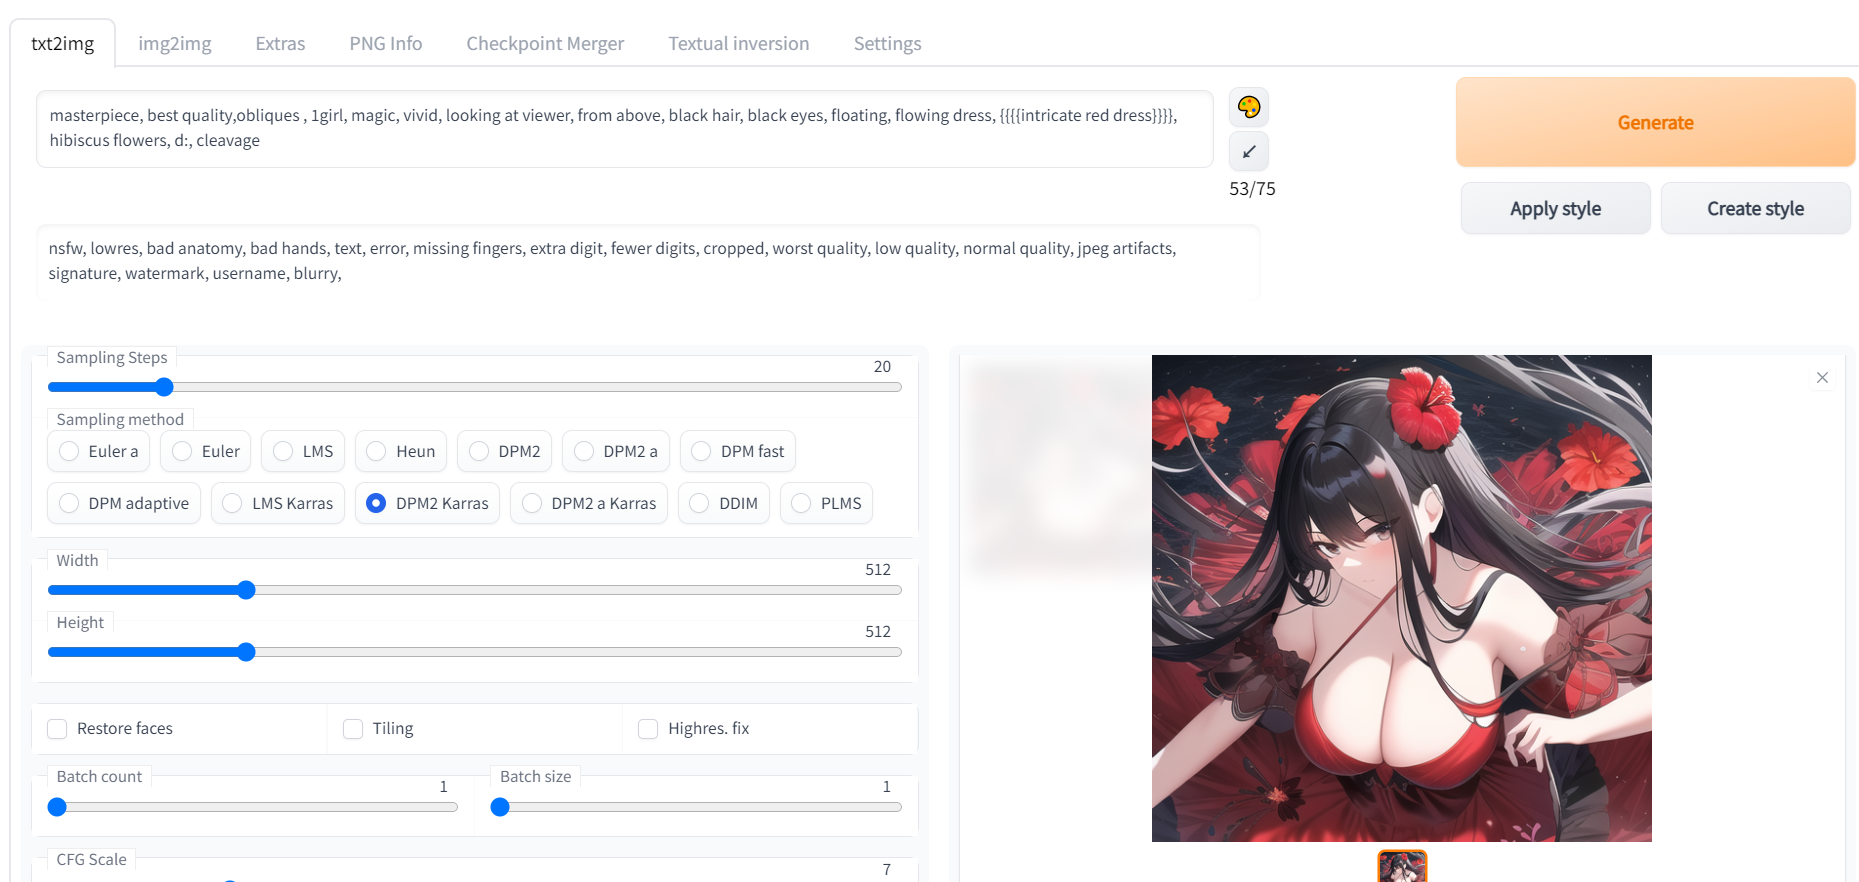 txt2img img2img Extras PNG Info Checkpoint Merger Textual inversion Settings
masterpiece, best quality,obliques , 1girl, magic, vivid, looking at viewer, from above, black hair, black eyes, floating, flowing dress, {{{{intricate red dress}}}},
hibiscus flowers, d:, cleavage
53/75
Generate
Apply style Create style
nsfw, lowres, bad anatomy, bad hands, text, error, missing fingers, extra digit, fewer digits, cropped, worst quality, low quality, normal quality, jpeg artifacts,
signature, watermark, username, blurry,
Sampling Steps
20
Sampling method
Euler a Euler LMS Heun DPM2 DPM2 a DPM fast
DPM adaptive LMS Karras DPM2 Karras DPM2 a Karras DDIM PLMS
Width
512
Height
512
Restore faces Tiling Highres. fix
Batch count
1
Batch size
1
CFG Scale
7